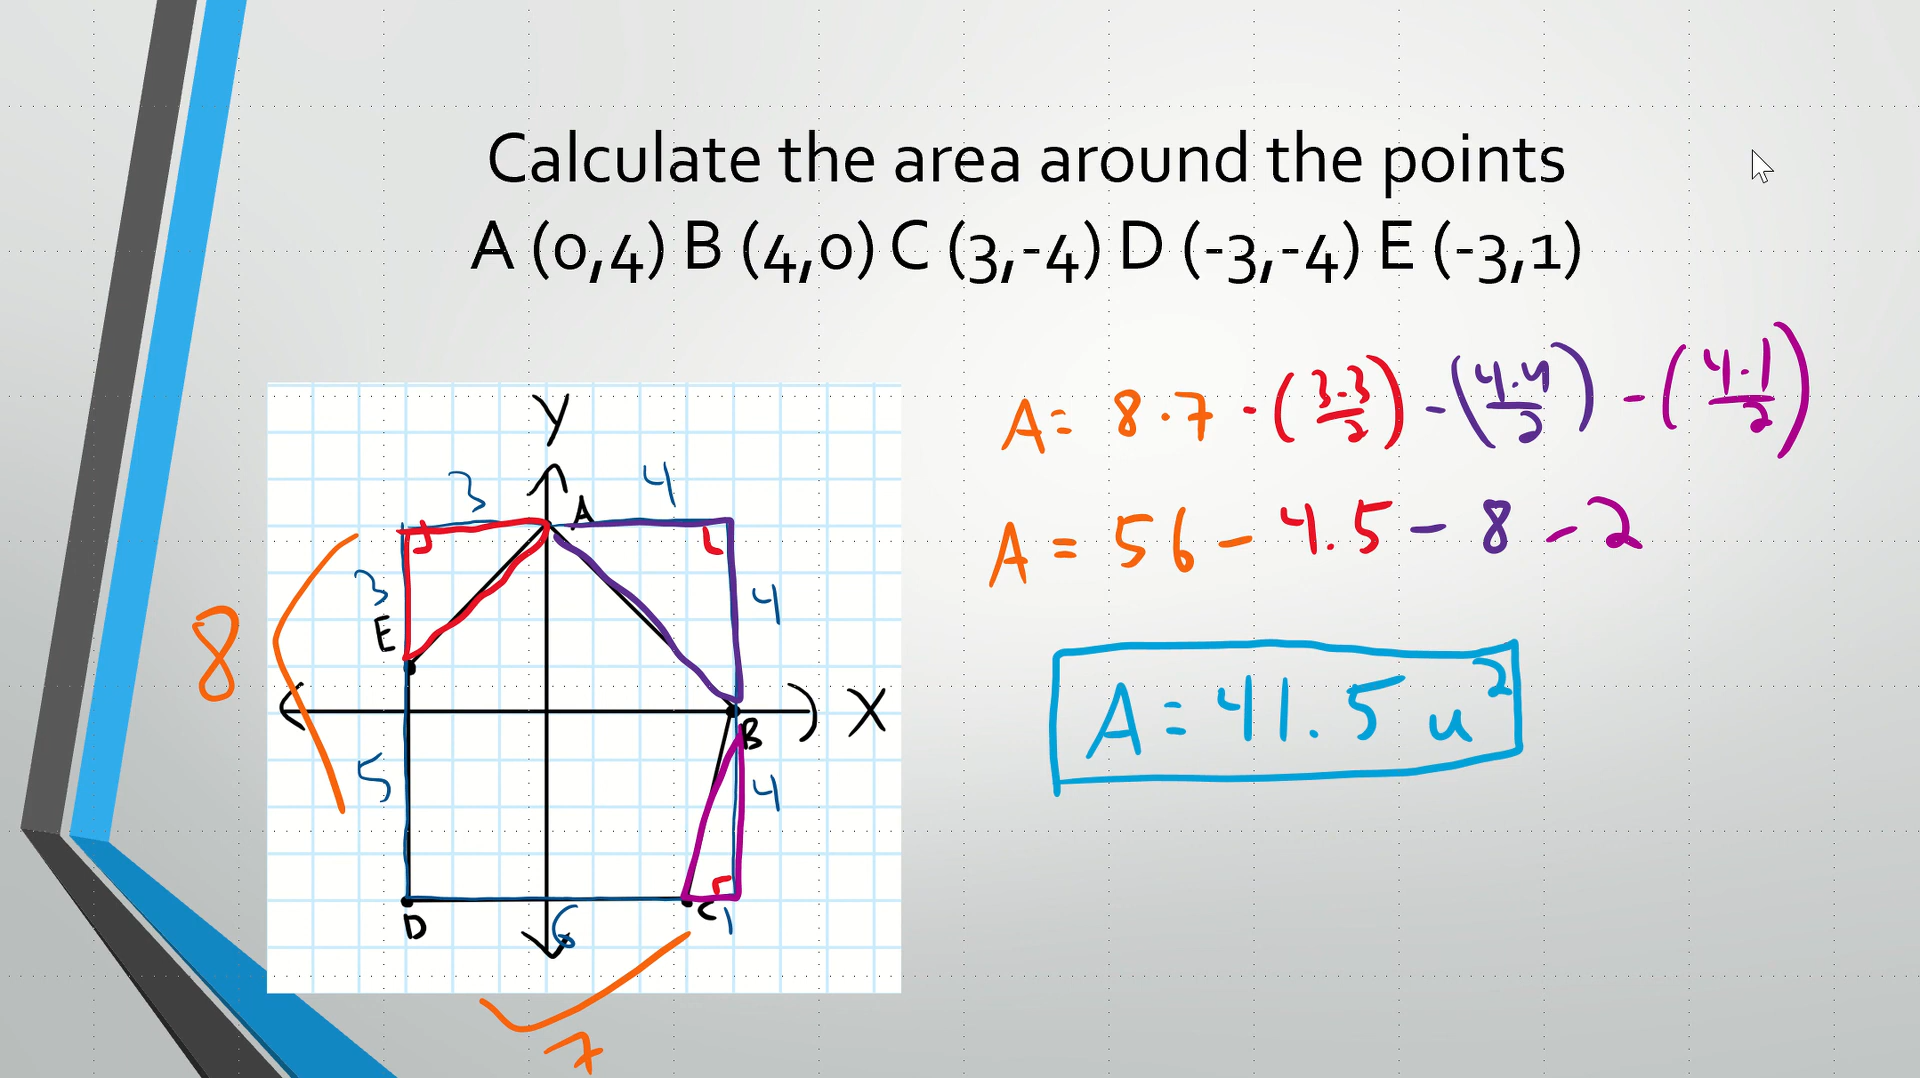 Calculate the area around the points
A (0,4) B (4,0) C (3,-4) D (-3,-4) E (-3,1)
A = 8 · 7 - (3·3/2) - (4·4/2) - (4·1/2)
A = 56 - 4.5 - 8 - 2
A = 41.5 u²
y
3
4
A
3
4
E
8
X
B
5
4
D
6
C
1
7